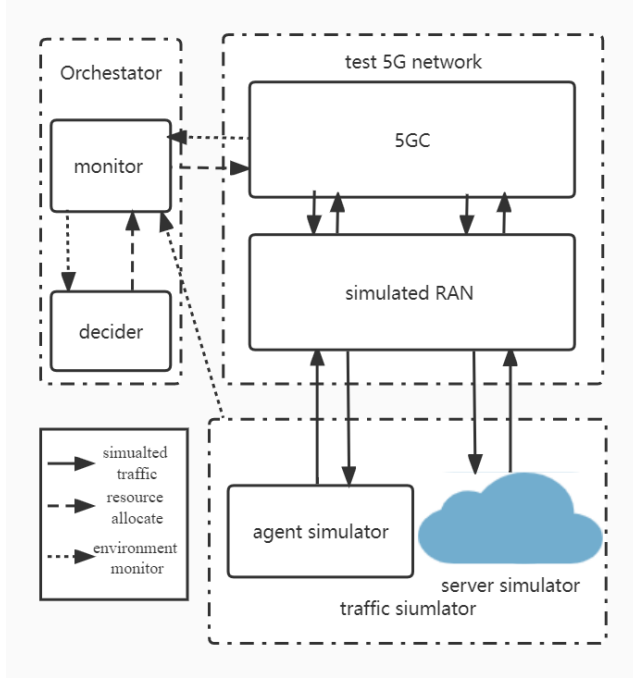 Orchestator
test 5G network
5GC
monitor
simulated RAN
decider
simualted
traffic
resource
allocate
environment
monitor
agent simulator
server simulator
traffic siumlator